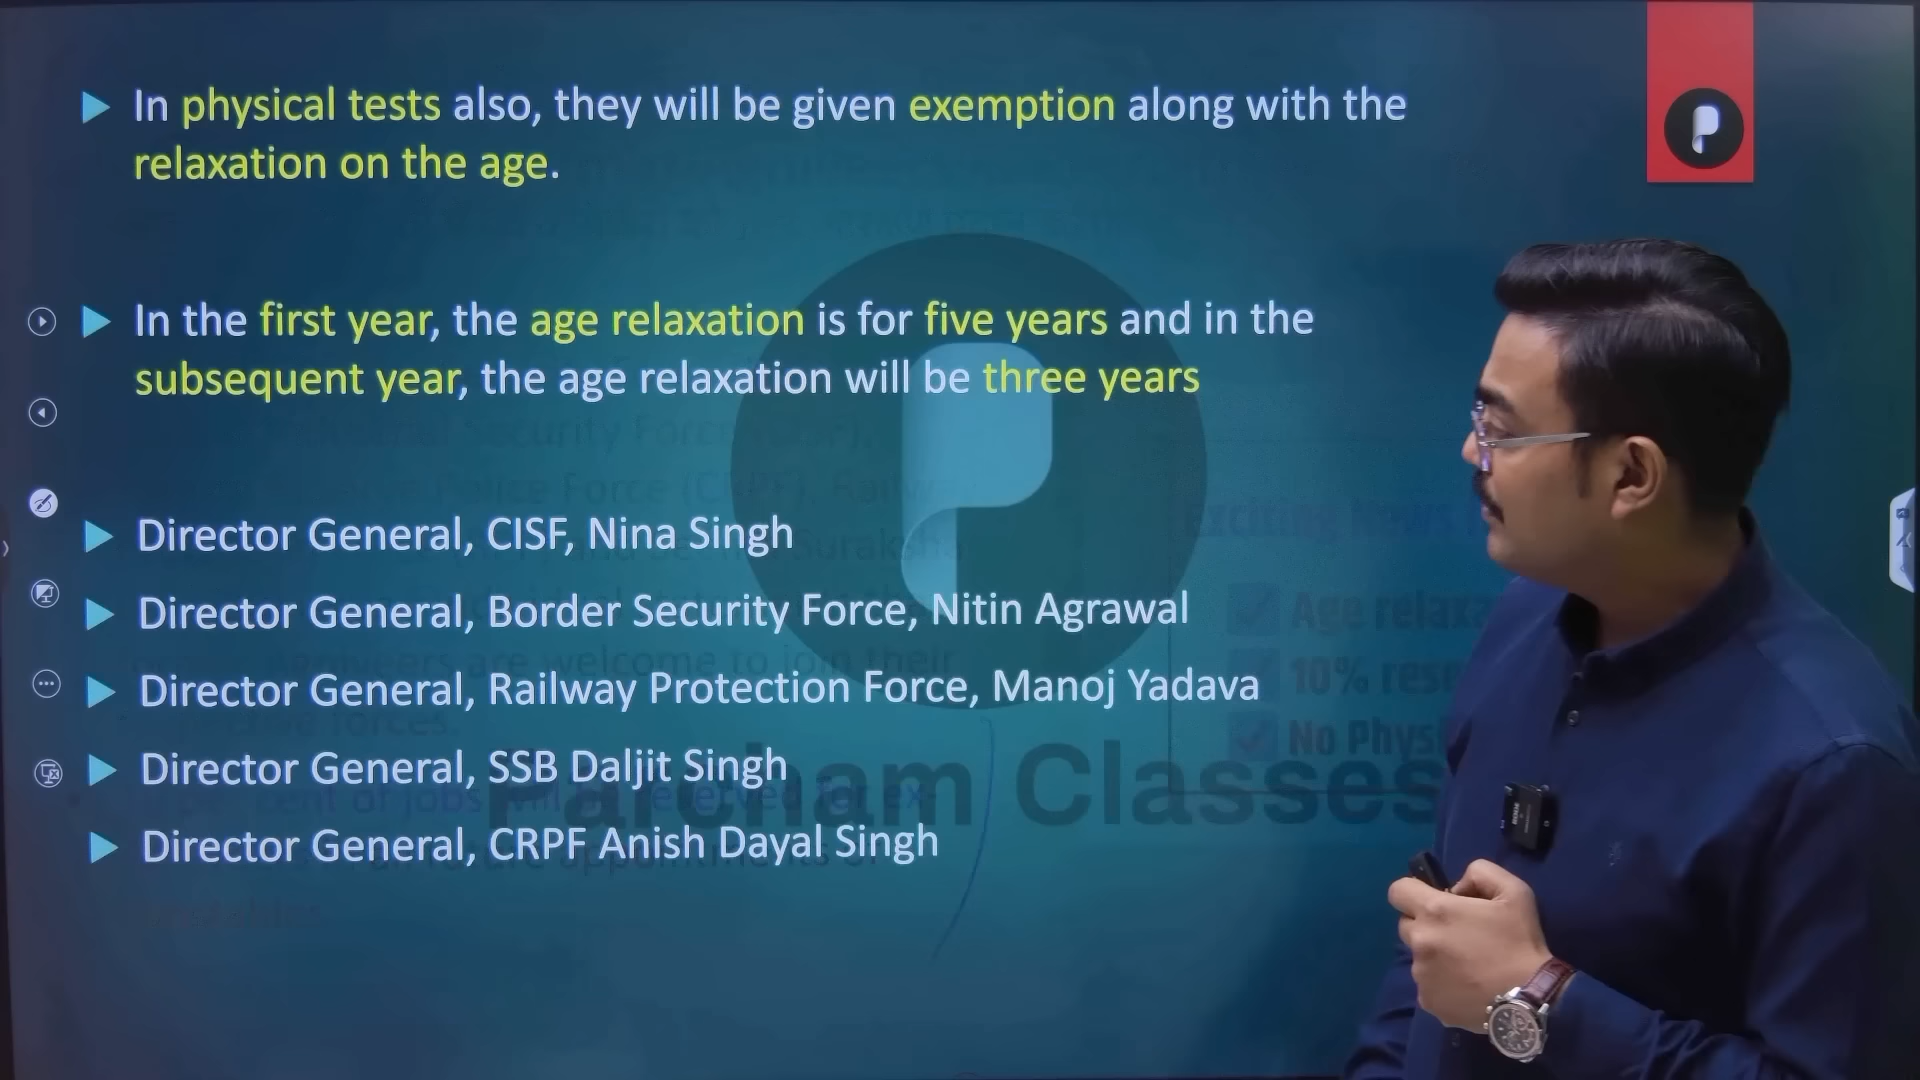 In physical tests also, they will be given exemption along with the
relaxation on the age.
In the first year, the age relaxation is for five years and in the
subsequent year, the age relaxation will be three years
Director General, CISF, Nina Singh
Director General, Border Security Force, Nitin Agrawal
Director General, Railway Protection Force, Manoj Yadava
Director General, SSB Daljit Singh
Director General, CRPF Anish Dayal Singh
Parcham Classes
10%
No Physi